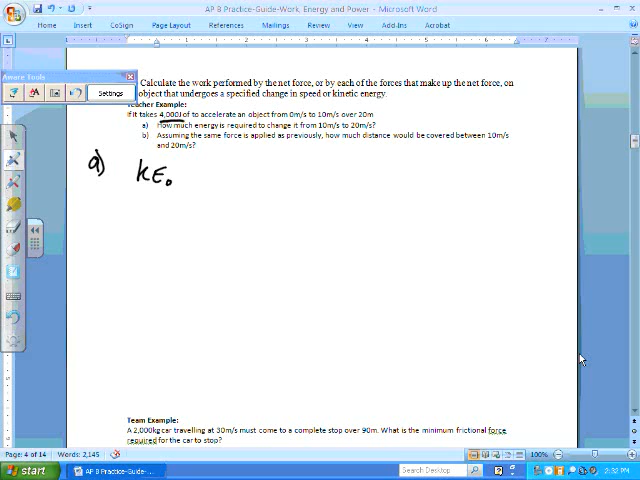 AP B Practice-Guide-Work, Energy and Power - Microsoft Word
Home Insert Page Layout CoSign References Mailings Review View Acrobat
Aware Tools
Settings
Calculate the work performed by the net force, or by each of the forces that make up the net force, on
object that undergoes a specified change in speed or kinetic energy.
Teacher Example:
If it takes 4,000J of to accelerate an object from 0m/s to 10m/s over 20m
a) How much energy is required to change it from 10m/s to 20m/s?
b) Assuming the same force is applied as previously, how much distance would be covered between 10m/s
and 20m/s?
a) KE₀
Team Example:
A 2,000kg car travelling at 30m/s must come to a complete stop over 90m. What is the minimum frictional force
required for the car to stop?
Page: 4 of 14 Words: 2,145 100%
start AP B Practice-Guide-... Search Desktop 2:32 PM